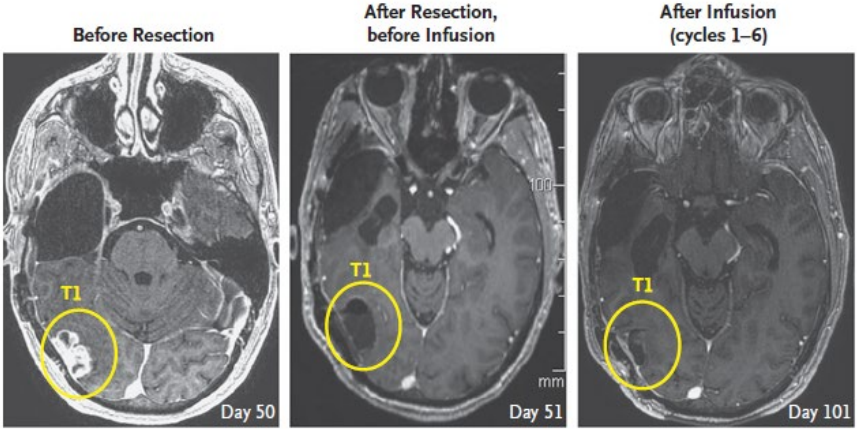 Before Resection
After Resection,
before Infusion
After Infusion
(cycles 1–6)
T1
Day 50
100
T1
mm
Day 51
T1
Day 101